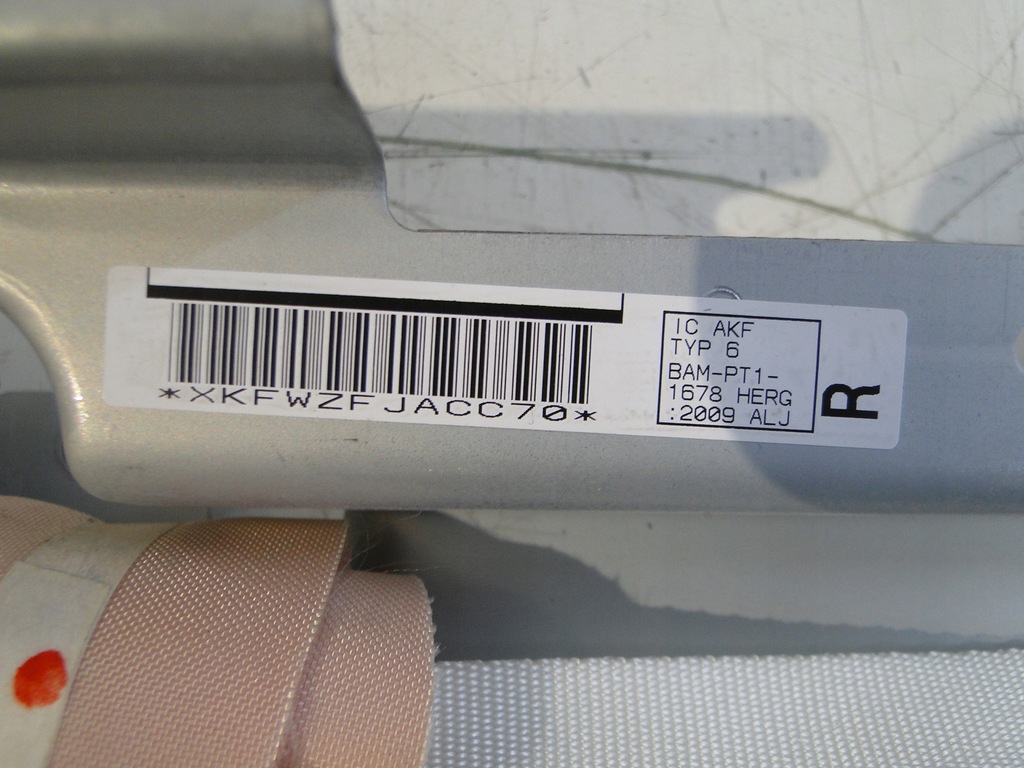 *XKFWZFJACC70*
IC AKF
TYP 6
BAM-PT1-
1678 HERG
:2009 ALJ
R